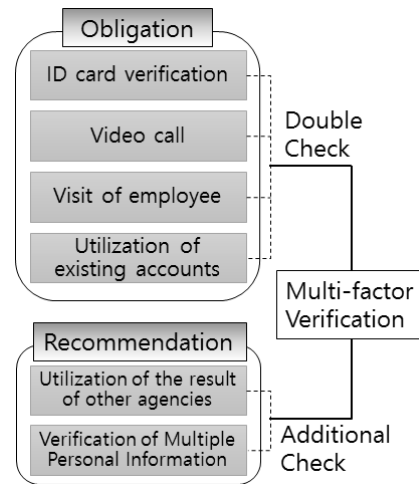 Obligation
ID card verification
Video call
Visit of employee
Utilization of
existing accounts
Double
Check
Multi-factor
Verification
Recommendation
Utilization of the result
of other agencies
Verification of Multiple
Personal Information
Additional
Check